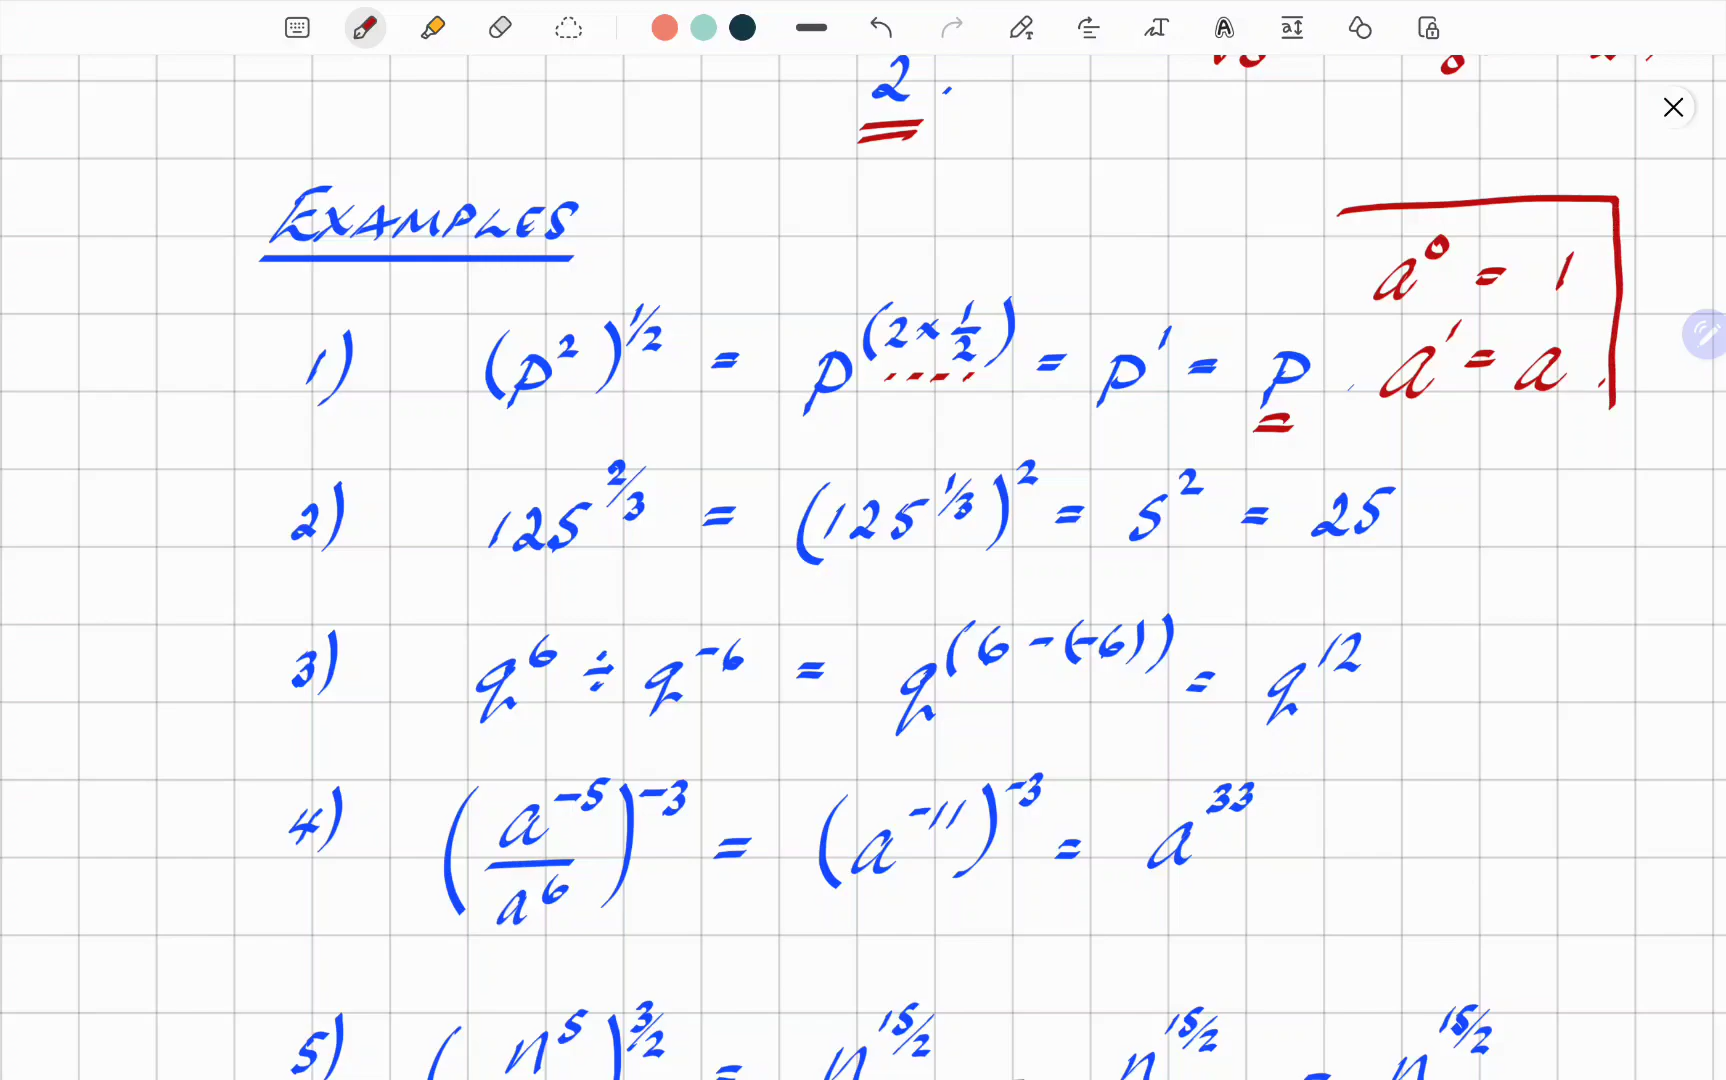 2.
EXAMPLES
a⁰ = 1
a¹ = a.
1) (p²)^1/2 = p^(2 × 1/2) = p¹ = p.
2) 125^2/3 = (125^1/3)² = 5² = 25
3) q⁶ ÷ q⁻⁶ = q^(6 - (-6)) = q¹²
4) (a⁻⁵/a⁶)⁻³ = (a⁻¹¹)⁻³ = a³³
5) ( n⁵ )^3/2 = n^15/2 n^15/2 = n^15/2